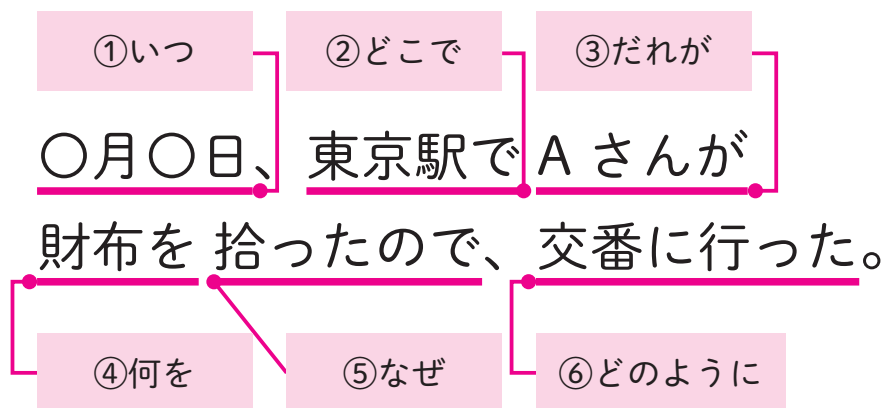 ①いつ ②どこで ③だれが
〇月〇日、東京駅で A さんが
財布を 拾ったので、交番に行った。
④何を ⑤なぜ ⑥どのように